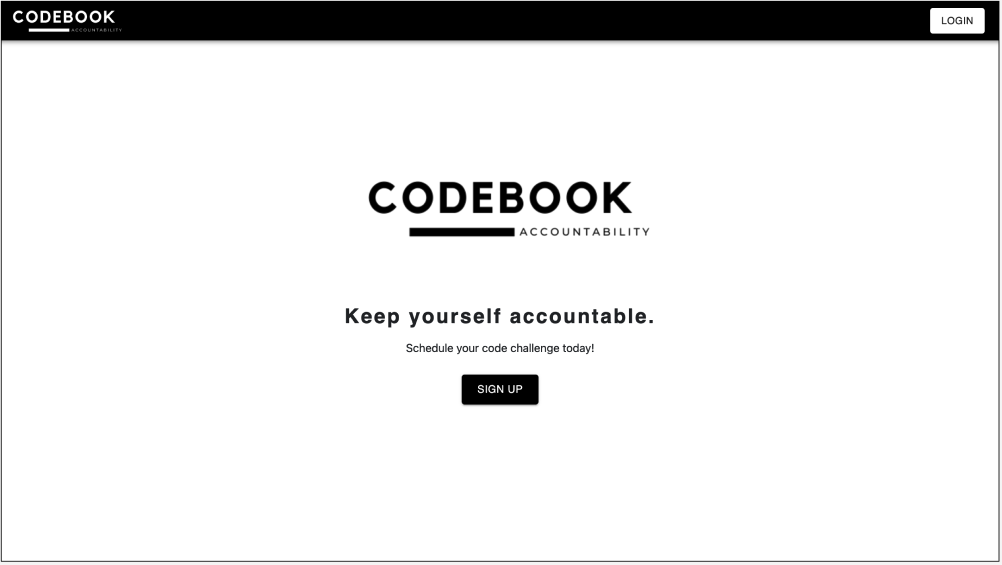 CODEBOOK
ACCOUNTABILITY
LOGIN
CODEBOOK
ACCOUNTABILITY
Keep yourself accountable.
Schedule your code challenge today!
SIGN UP